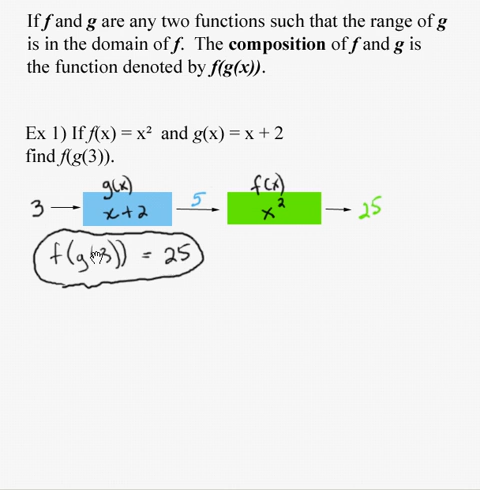 If f and g are any two functions such that the range of g
is in the domain of f. The composition of f and g is
the function denoted by f(g(x)).
Ex 1) If f(x) = x² and g(x) = x + 2
find f(g(3)).
g(x) f(x)
3 x+2 5 x² 25
f(g(3)) = 25